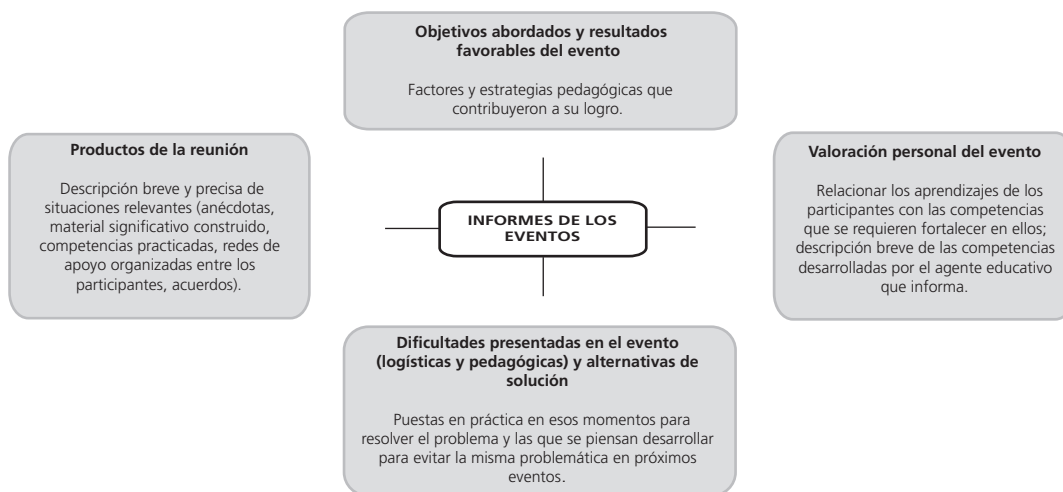 Objetivos abordados y resultados
favorables del evento
Factores y estrategias pedagógicas que
contribuyeron a su logro.
Productos de la reunión
Descripción breve y precisa de
situaciones relevantes (anécdotas,
material significativo construido,
competencias practicadas, redes de
apoyo organizadas entre los
participantes, acuerdos).
INFORMES DE LOS
EVENTOS
Valoración personal del evento
Relacionar los aprendizajes de los
participantes con las competencias
que se requieren fortalecer en ellos;
descripción breve de las competencias
desarrolladas por el agente educativo
que informa.
Dificultades presentadas en el evento
(logísticas y pedagógicas) y alternativas de
solución
Puestas en práctica en esos momentos para
resolver el problema y las que se piensan desarrollar
para evitar la misma problemática en próximos
eventos.